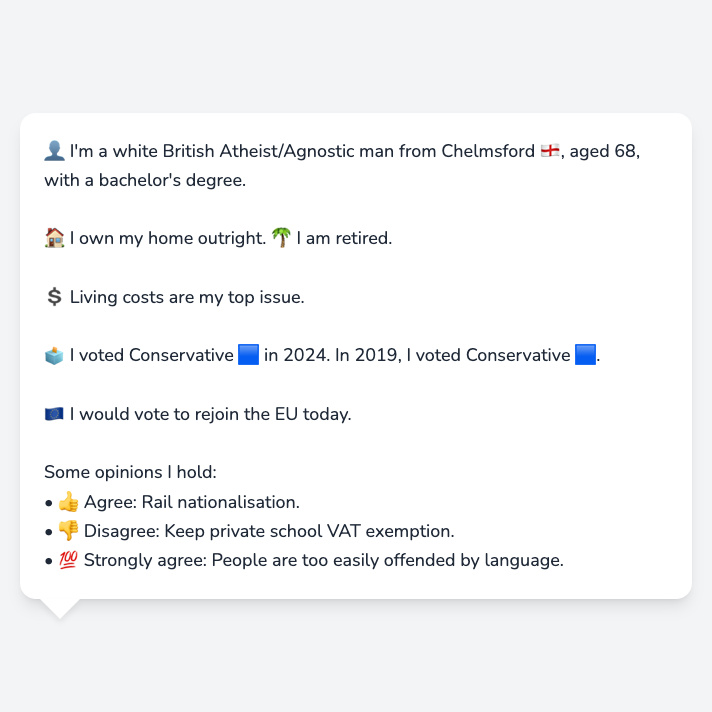 👤 I'm a white British Atheist/Agnostic man from Chelmsford 🏴󠁧󠁢󠁥󠁮󠁧󠁿, aged 68,
with a bachelor's degree.
🏠 I own my home outright. 🌴 I am retired.
💲 Living costs are my top issue.
🗳️ I voted Conservative 🟦 in 2024. In 2019, I voted Conservative 🟦.
🇪🇺 I would vote to rejoin the EU today.
Some opinions I hold:
• 👍 Agree: Rail nationalisation.
• 👎 Disagree: Keep private school VAT exemption.
• 💯 Strongly agree: People are too easily offended by language.